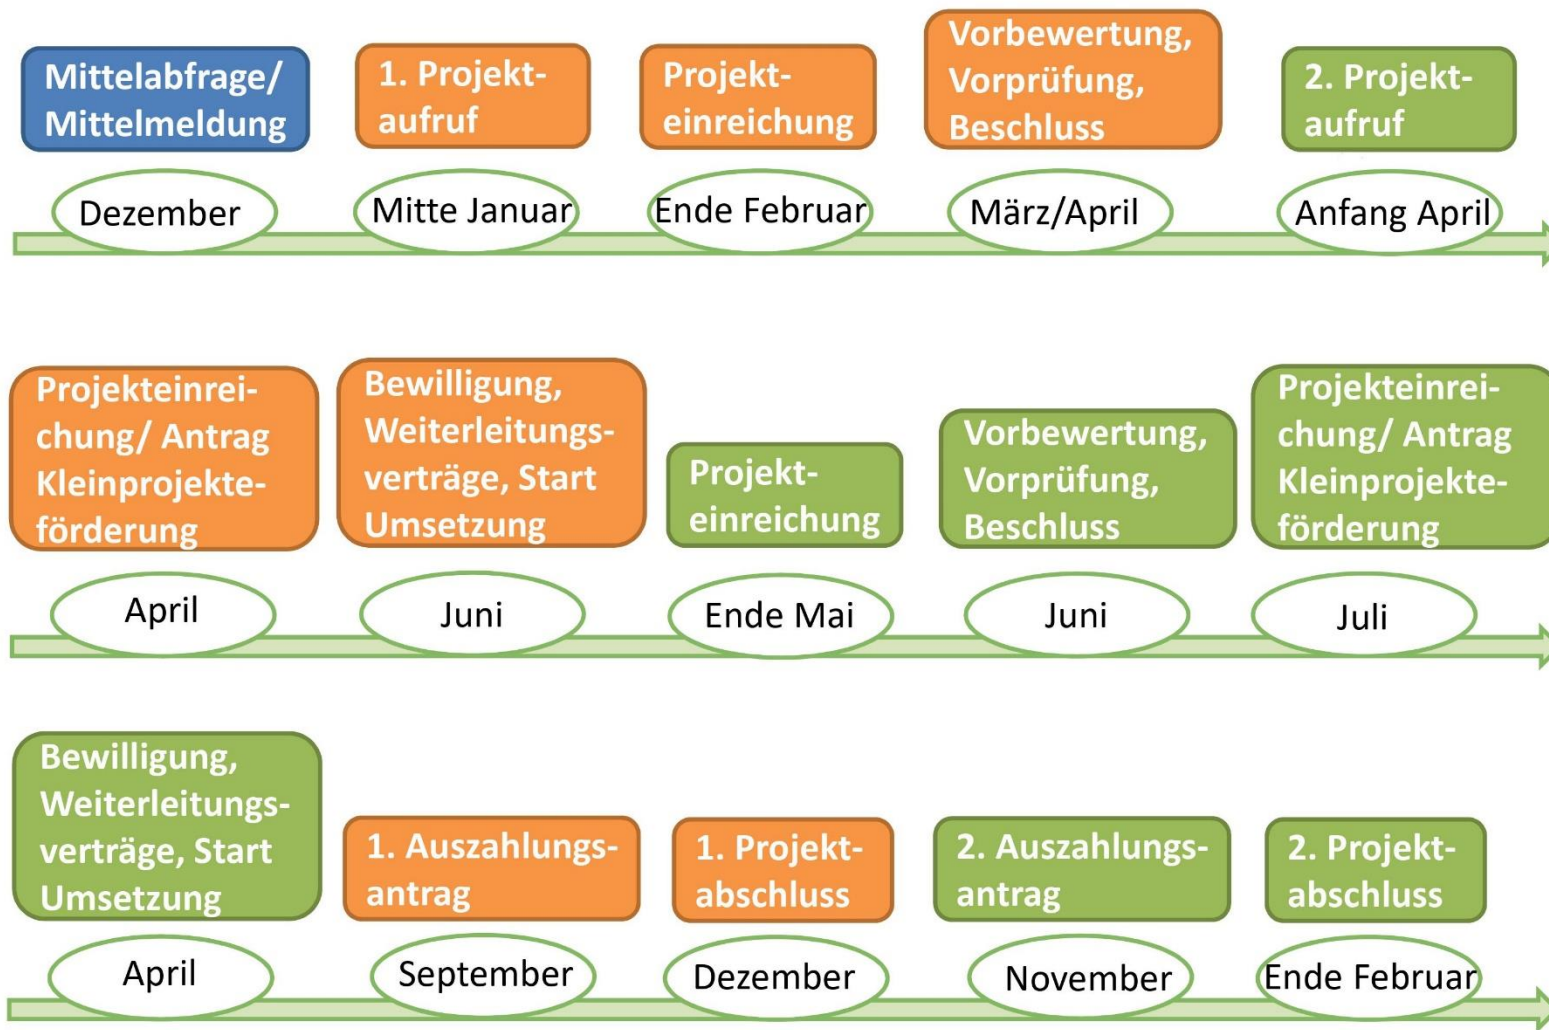 Mittelabfrage/
Mittelmeldung
1. Projekt-
aufruf
Projekt-
einreichung
Vorbewertung,
Vorprüfung,
Beschluss
2. Projekt-
aufruf
Dezember
Mitte Januar
Ende Februar
März/April
Anfang April
Projekteinrei-
chung/ Antrag
Kleinprojekte-
förderung
Bewilligung,
Weiterleitungs-
verträge, Start
Umsetzung
Projekt-
einreichung
Vorbewertung,
Vorprüfung,
Beschluss
Projekteinrei-
chung/ Antrag
Kleinprojekte-
förderung
April
Juni
Ende Mai
Juni
Juli
Bewilligung,
Weiterleitungs-
verträge, Start
Umsetzung
1. Auszahlungs-
antrag
1. Projekt-
abschluss
2. Auszahlungs-
antrag
2. Projekt-
abschluss
April
September
Dezember
November
Ende Februar